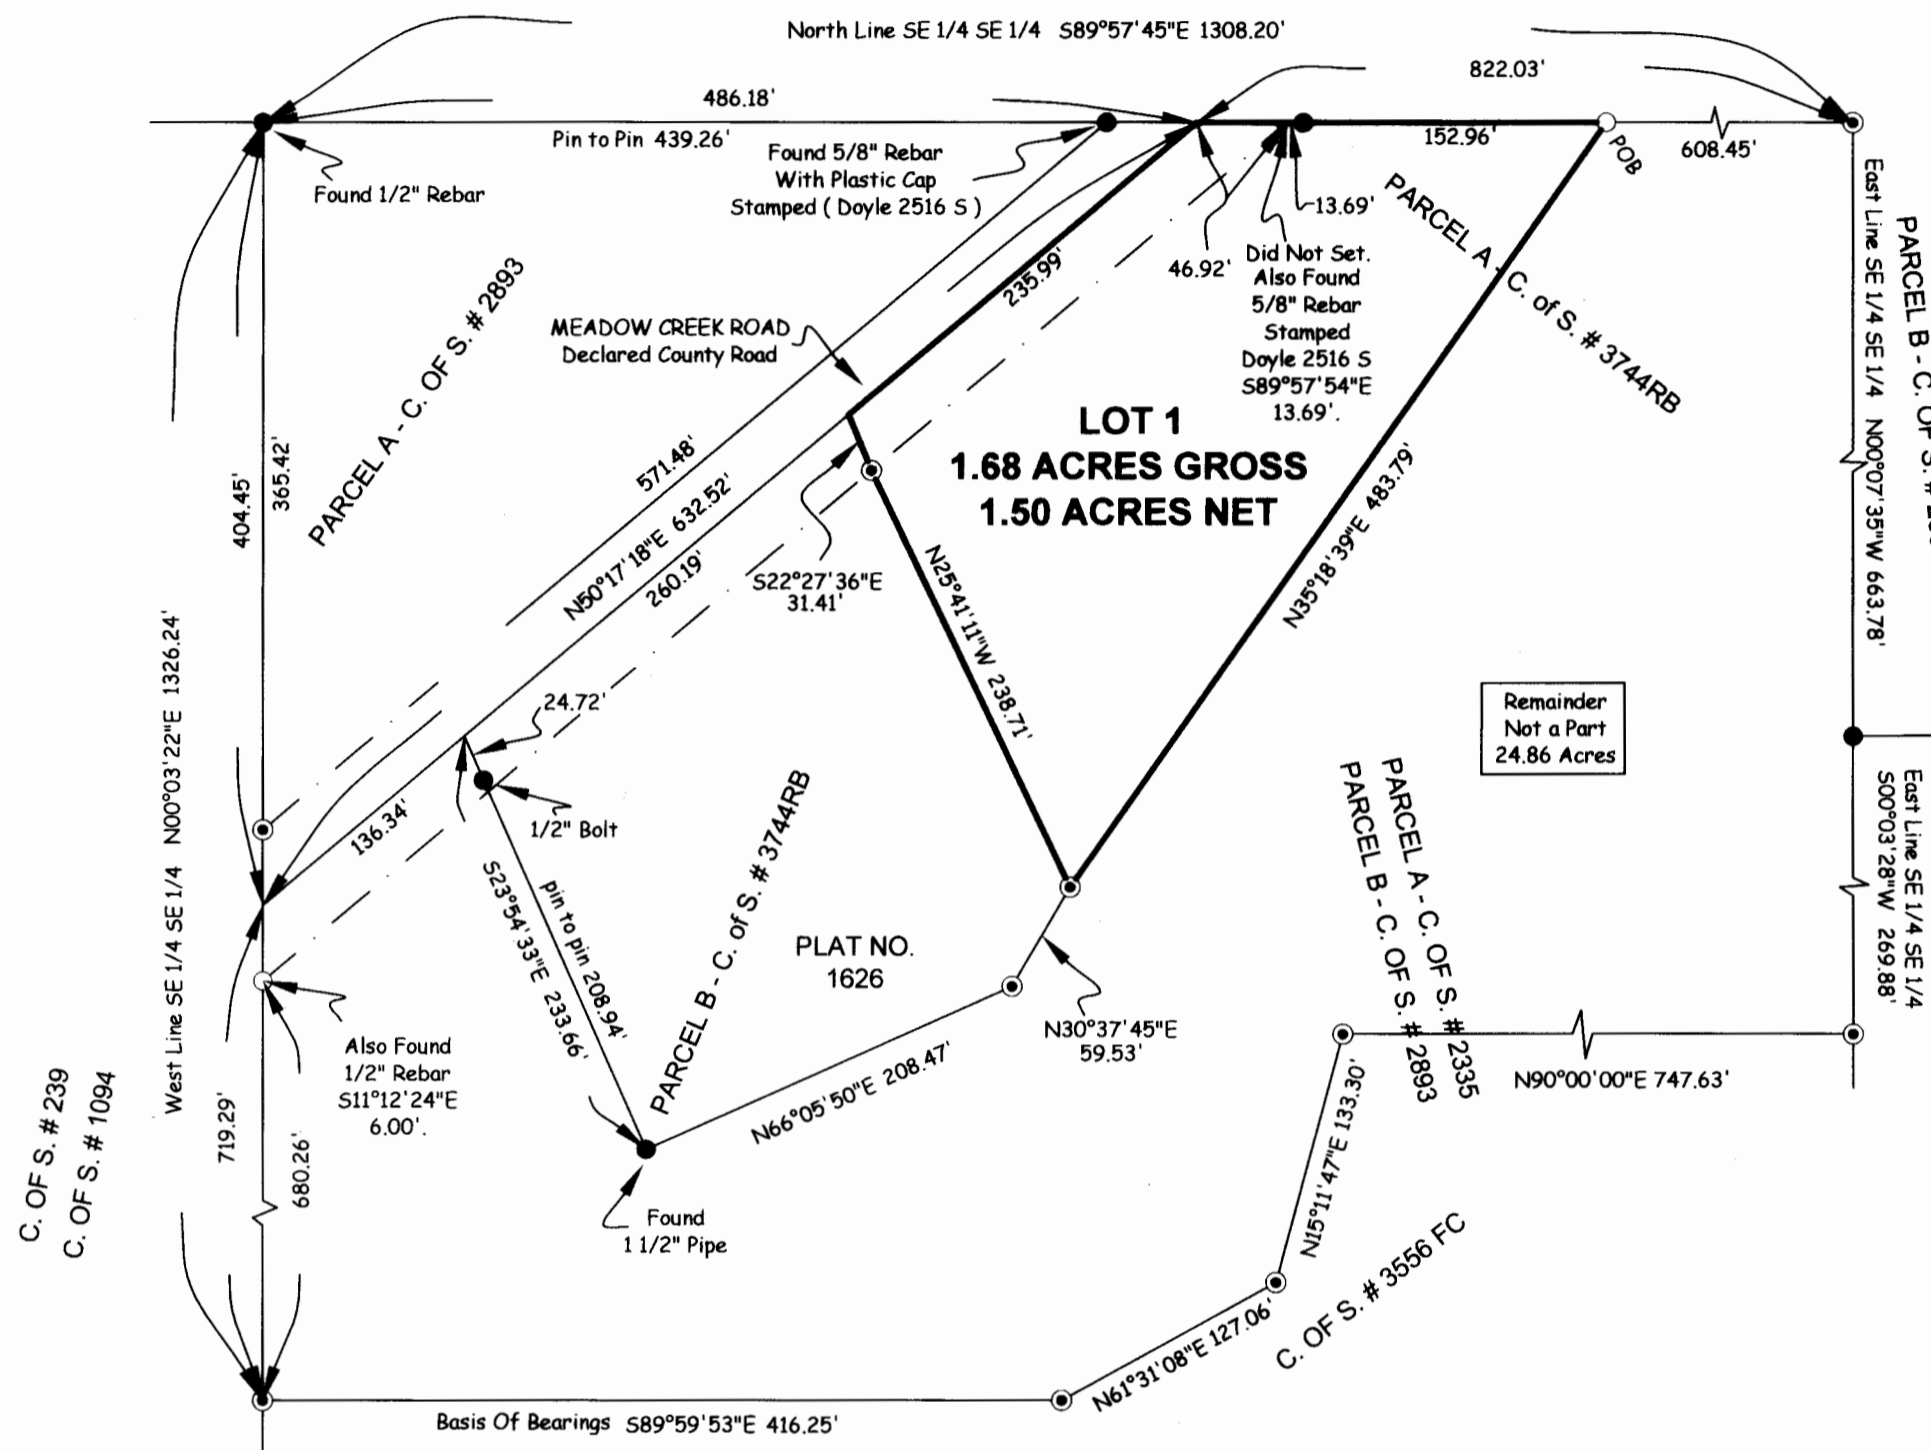 North Line SE 1/4 SE 1/4 S89°57'45"E 1308.20'
822.03'
486.18'
Pin to Pin 439.26'
152.96'
608.45'
POB
Found 1/2" Rebar
Found 5/8" Rebar
With Plastic Cap
Stamped ( Doyle 2516 S )
13.69'
46.92'
Did Not Set.
Also Found
5/8" Rebar
Stamped
Doyle 2516 S
S89°57'54"E
13.69'.
PARCEL A - C. of S. # 3744RB
East Line SE 1/4 SE 1/4 N00°07'35"W 663.78'
PARCEL B - C. OF S. #
PARCEL A - C. OF S. # 2893
MEADOW CREEK ROAD
Declared County Road
235.99'
LOT 1
1.68 ACRES GROSS
1.50 ACRES NET
404.45'
365.42'
571.48'
N50°17'18"E 632.52'
260.19'
S22°27'36"E
31.41'
N25°41'11"W 238.71'
N35°18'39"E 483.79'
West Line SE 1/4 SE 1/4 N00°03'22"E 1326.24'
24.72'
1/2" Bolt
136.34'
Remainder
Not a Part
24.86 Acres
East Line SE 1/4 SE 1/4
S00°03'28"W 269.88'
pin to pin 208.94'
S23°54'33"E 233.66'
PARCEL B - C. of S. # 3744RB
PLAT NO.
1626
PARCEL A - C. OF S. # 2335
PARCEL B - C. OF S. # 2893
N30°37'45"E
59.53'
N66°05'50"E 208.47'
Also Found
1/2" Rebar
S11°12'24"E
6.00'.
N90°00'00"E 747.63'
C. OF S. # 239
C. OF S. # 1094
719.29'
680.26'
Found
1 1/2" Pipe
N15°11'47"E 133.30'
N61°31'08"E 127.06'
C. OF S. # 3556 FC
Basis Of Bearings S89°59'53"E 416.25'